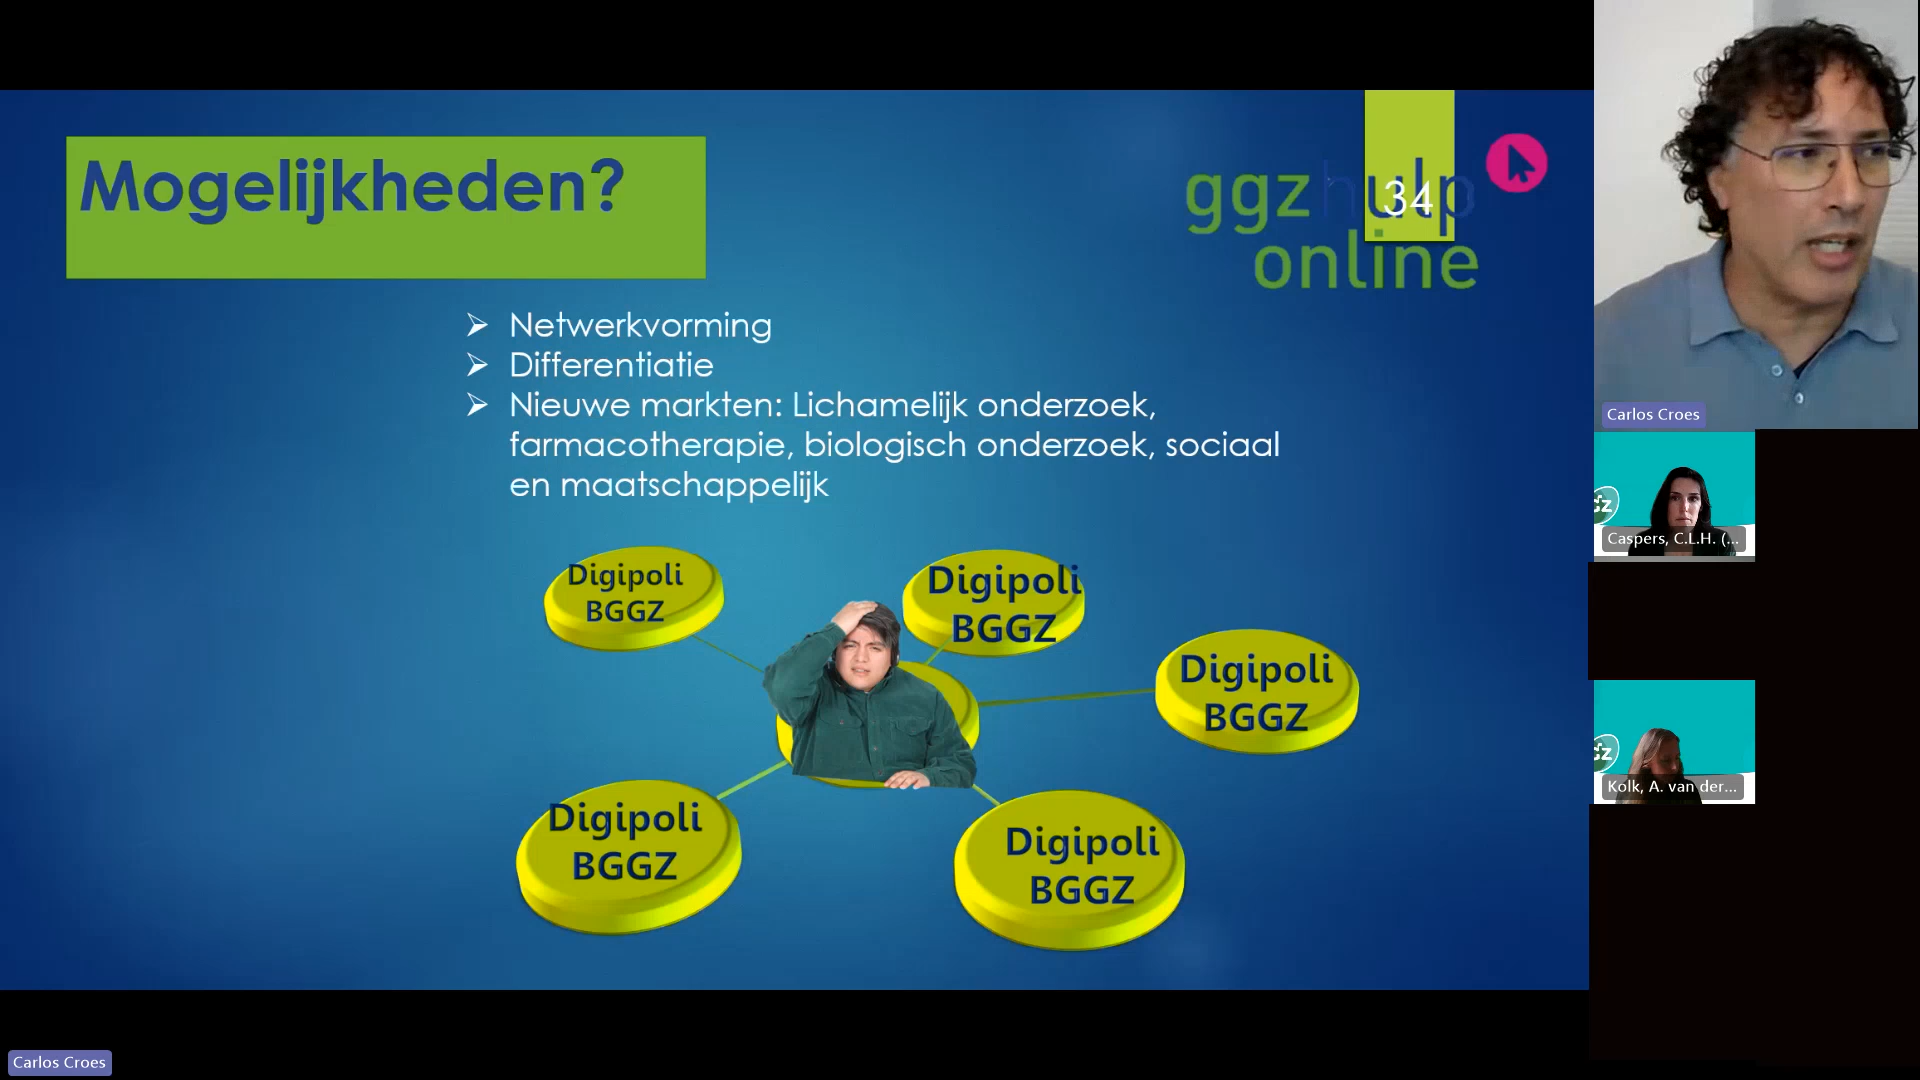 Mogelijkheden?
ggz hulp
34
online
Netwerkvorming
Differentiatie
Nieuwe markten: Lichamelijk onderzoek,
farmacotherapie, biologisch onderzoek, sociaal
en maatschappelijk
Digipoli
BGGZ
Digipoli
BGGZ
Digipoli
BGGZ
Digipoli
BGGZ
Digipoli
BGGZ
Carlos Croes
Caspers, C.L.H. (...
Kolk, A. van der...
Carlos Croes